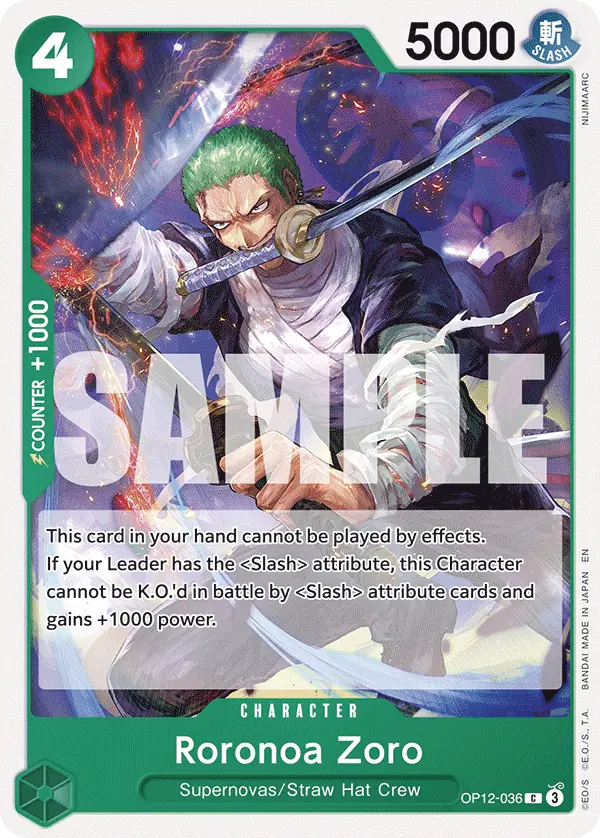 4
5000
斬
SLASH
NIJIMAARC
COUNTER +1000
SAMPLE
This card in your hand cannot be played by effects.
If your Leader has the <Slash> attribute, this Character
cannot be K.O.'d in battle by <Slash> attribute cards and
gains +1000 power.
©E.O./S., T.A. BANDAI MADE IN JAPAN EN
©E.O/S
CHARACTER
Roronoa Zoro
Supernovas/Straw Hat Crew
OP12-036 C 3